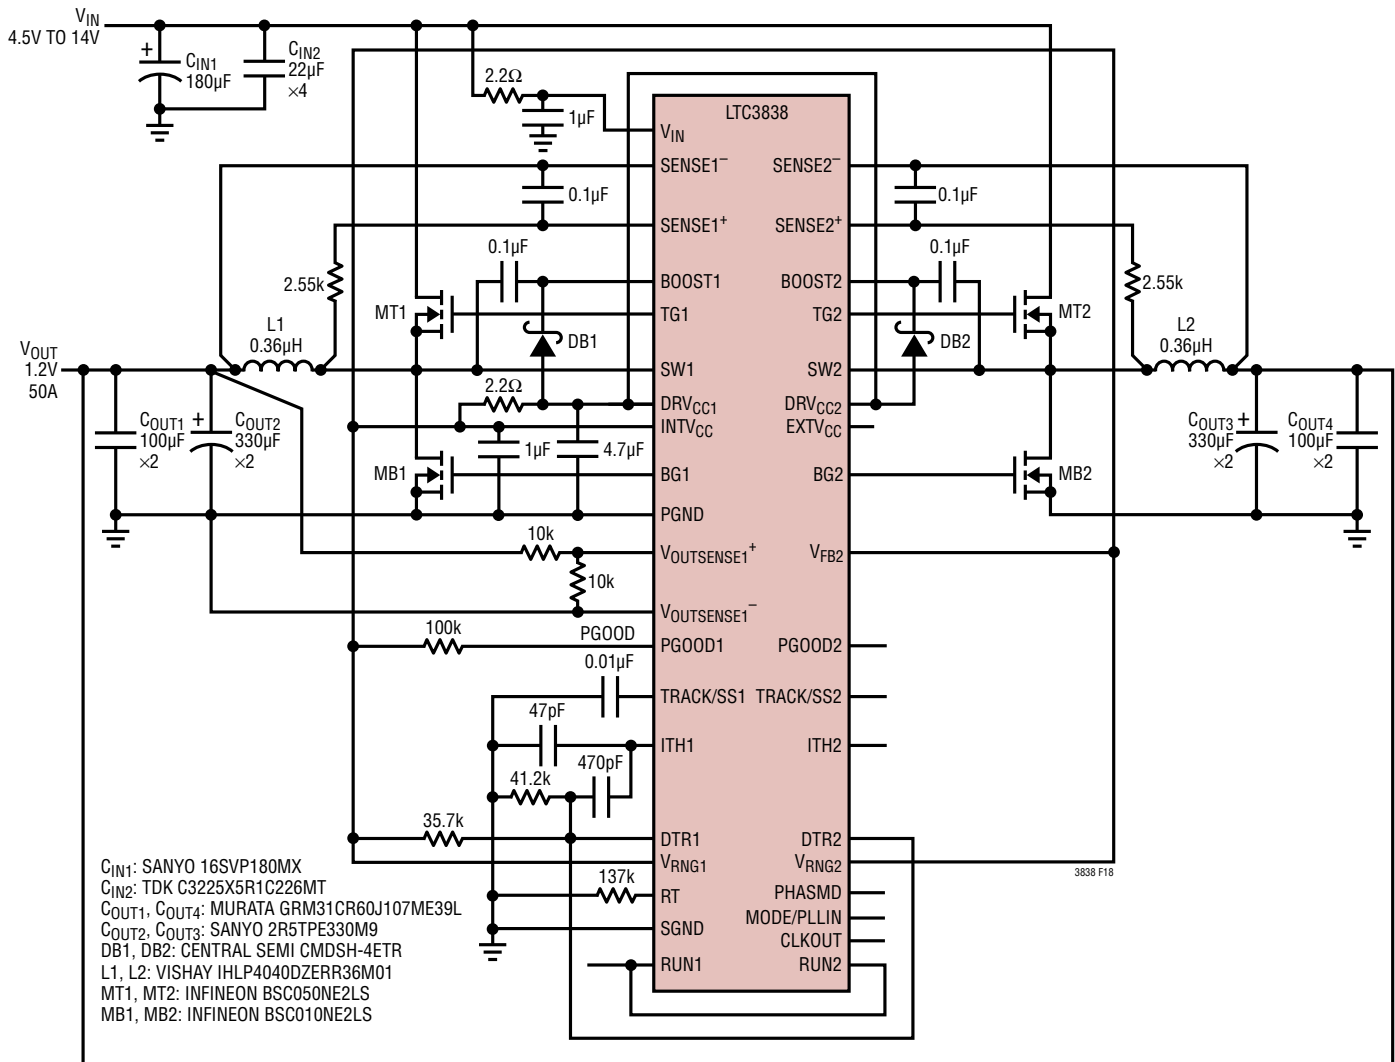 VIN
4.5V TO 14V
+
CIN1
180µF
CIN2
22µF
×4
2.2Ω
1µF
LTC3838
VIN
SENSE1–
SENSE2–
0.1µF
0.1µF
SENSE1+
SENSE2+
0.1µF
0.1µF
2.55k
BOOST1
BOOST2
2.55k
MT1
TG1
TG2
MT2
L1
0.36µH
DB1
DB2
L2
0.36µH
VOUT
1.2V
50A
SW1
SW2
2.2Ω
DRVCC1
DRVCC2
INTVCC
EXTVCC
COUT1
100µF
×2
+
COUT2
330µF
×2
1µF
4.7µF
COUT3
330µF
×2
+
COUT4
100µF
×2
MB1
BG1
BG2
MB2
PGND
10k
VOUTSENSE1+
VFB2
10k
VOUTSENSE1–
100k
PGOOD
PGOOD1
PGOOD2
0.01µF
TRACK/SS1
TRACK/SS2
47pF
ITH1
ITH2
470pF
41.2k
35.7k
DTR1
DTR2
VRNG1
VRNG2
3838 F18
137k
RT
PHASMD
MODE/PLLIN
SGND
CLKOUT
RUN1
RUN2
CIN1: SANYO 16SVP180MX
CIN2: TDK C3225X5R1C226MT
COUT1, COUT4: MURATA GRM31CR60J107ME39L
COUT2, COUT3: SANYO 2R5TPE330M9
DB1, DB2: CENTRAL SEMI CMDSH-4ETR
L1, L2: VISHAY IHLP4040DZERR36M01
MT1, MT2: INFINEON BSC050NE2LS
MB1, MB2: INFINEON BSC010NE2LS